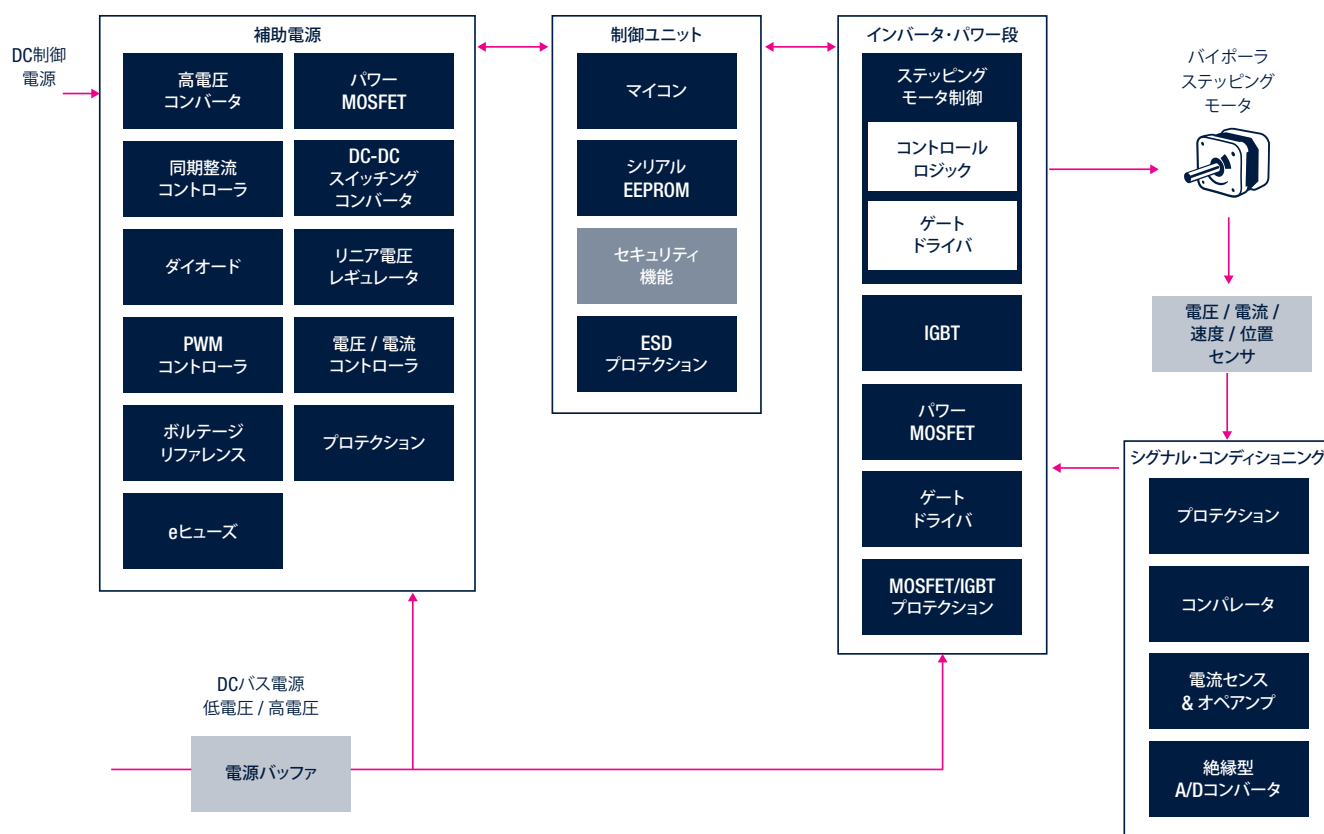 DC制御
電源
補助電源
高電圧
コンバータ
パワー
MOSFET
同期整流
コントローラ
DC-DC
スイッチング
コンバータ
ダイオード
リニア電圧
レギュレータ
PWM
コントローラ
電圧 / 電流
コントローラ
ボルテージ
リファレンス
プロテクション
eヒューズ
制御ユニット
マイコン
シリアル
EEPROM
セキュリティ
機能
ESD
プロテクション
インバータ・パワー段
ステッピング
モータ制御
コントロール
ロジック
ゲート
ドライバ
IGBT
パワー
MOSFET
ゲート
ドライバ
MOSFET/IGBT
プロテクション
バイポーラ
ステッピング
モータ
電圧 / 電流 /
速度 / 位置
センサ
シグナル・コンディショニング
プロテクション
コンパレータ
電流センス
& オペアンプ
絶縁型
A/Dコンバータ
DCバス電源
低電圧 / 高電圧
電源バッファ